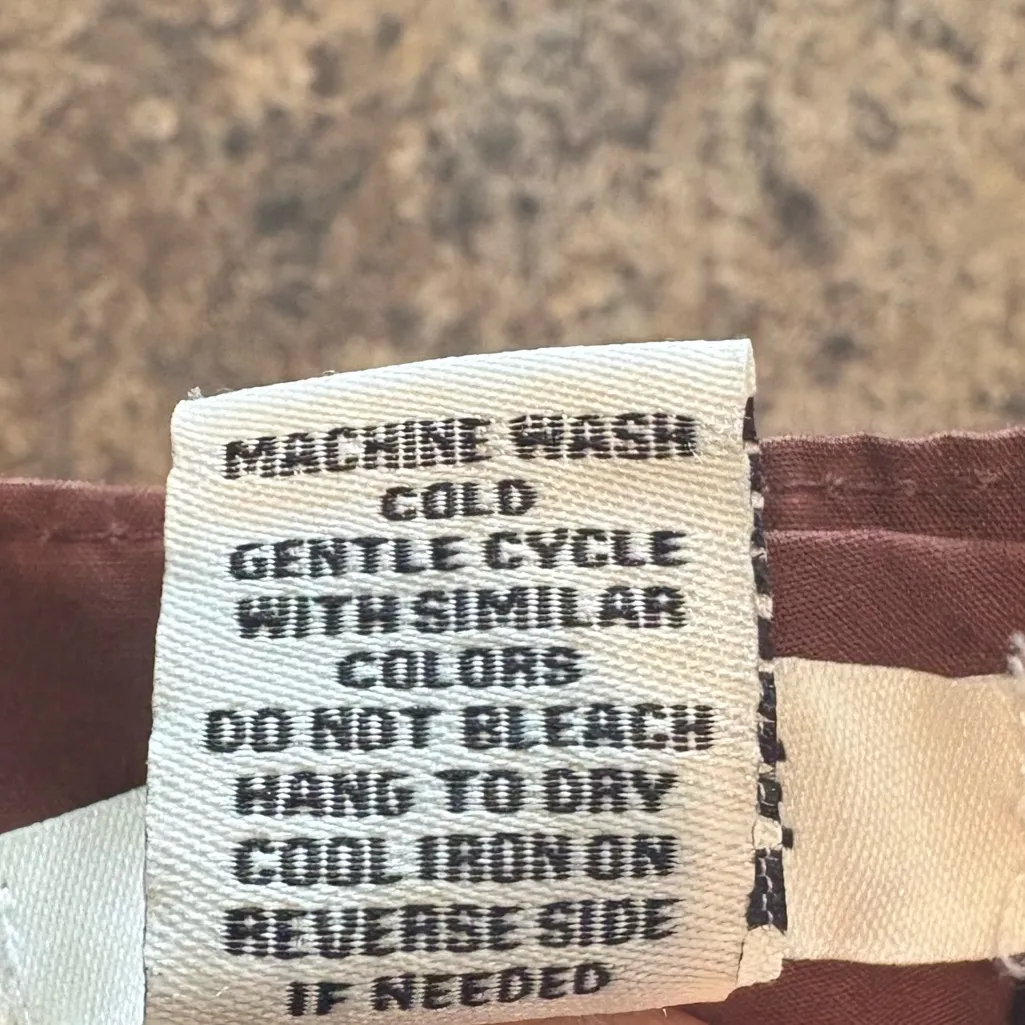 MACHINE WASH
COLD
GENTLE CYCLE
WITH SIMILAR
COLORS
DO NOT BLEACH
HANG TO DRY
COOL IRON ON
REVERSE SIDE
IF NEEDED